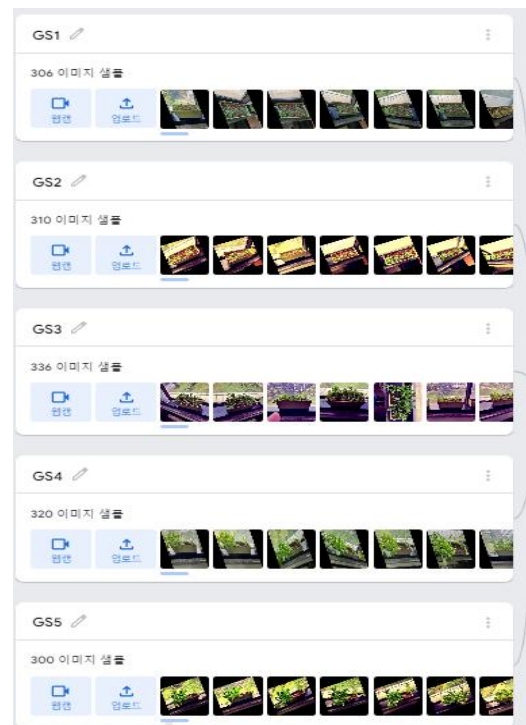 GS1
306 이미지 샘플
웹캠 업로드
GS2
310 이미지 샘플
웹캠 업로드
GS3
336 이미지 샘플
웹캠 업로드
GS4
320 이미지 샘플
웹캠 업로드
GS5
300 이미지 샘플
웹캠 업로드